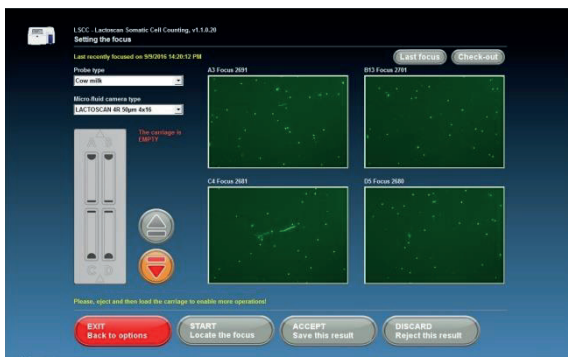 LSCC - Lactoscan Somatic Cell Counting, v1.1.0.20
Setting the focus
Last recently focused on 9/9/2016 14:20:12 PM
Last focus
Check-out
Probe type
Cow milk
Micro fluid camera type
LACTOSCAN 4R 50µm 4x16
The carriage is
EMPTY
A B
C D
A3 Focus 2691
B13 Focus 2701
C4 Focus 2681
D5 Focus 2680
Please, eject and then load the carriage to enable more operations!
EXIT
Back to options
START
Locate the focus
ACCEPT
Save this result
DISCARD
Reject this result